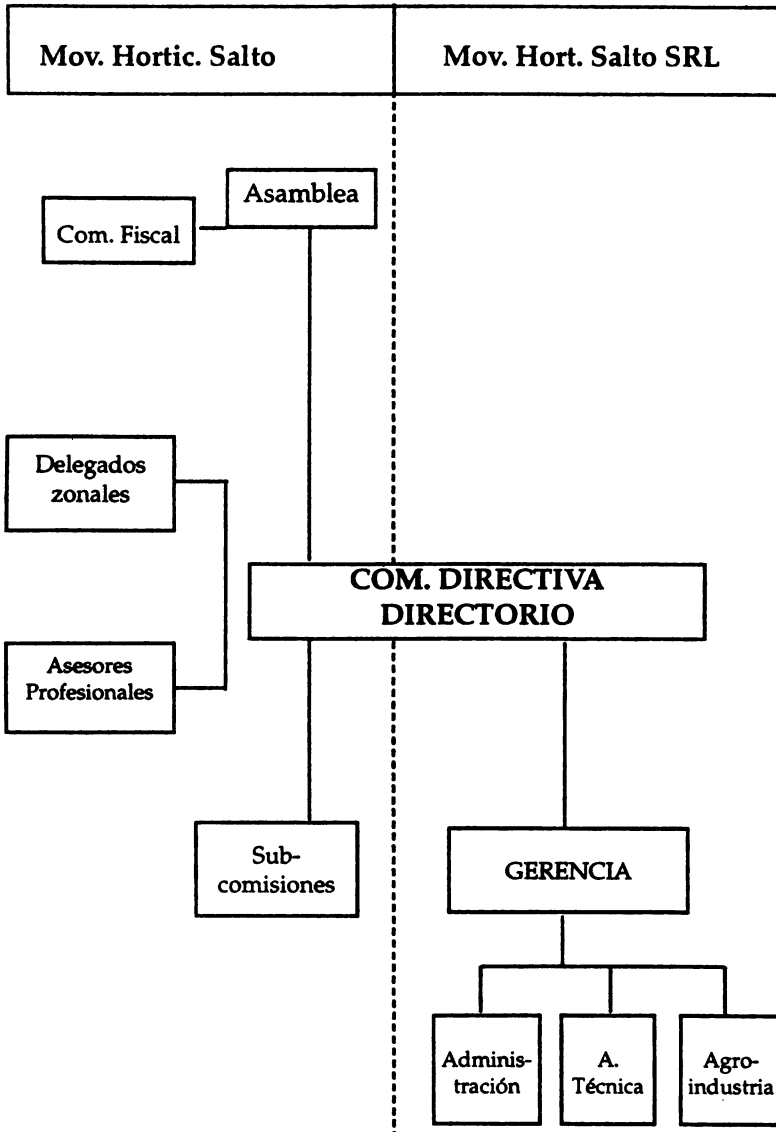 Mov. Hortic. Salto
Mov. Hort. Salto SRL
Asamblea
Com. Fiscal
Delegados
zonales
COM. DIRECTIVA
DIRECTORIO
Asesores
Profesionales
Sub-
comisiones
GERENCIA
Adminis-
tración
A.
Técnica
Agro-
industria